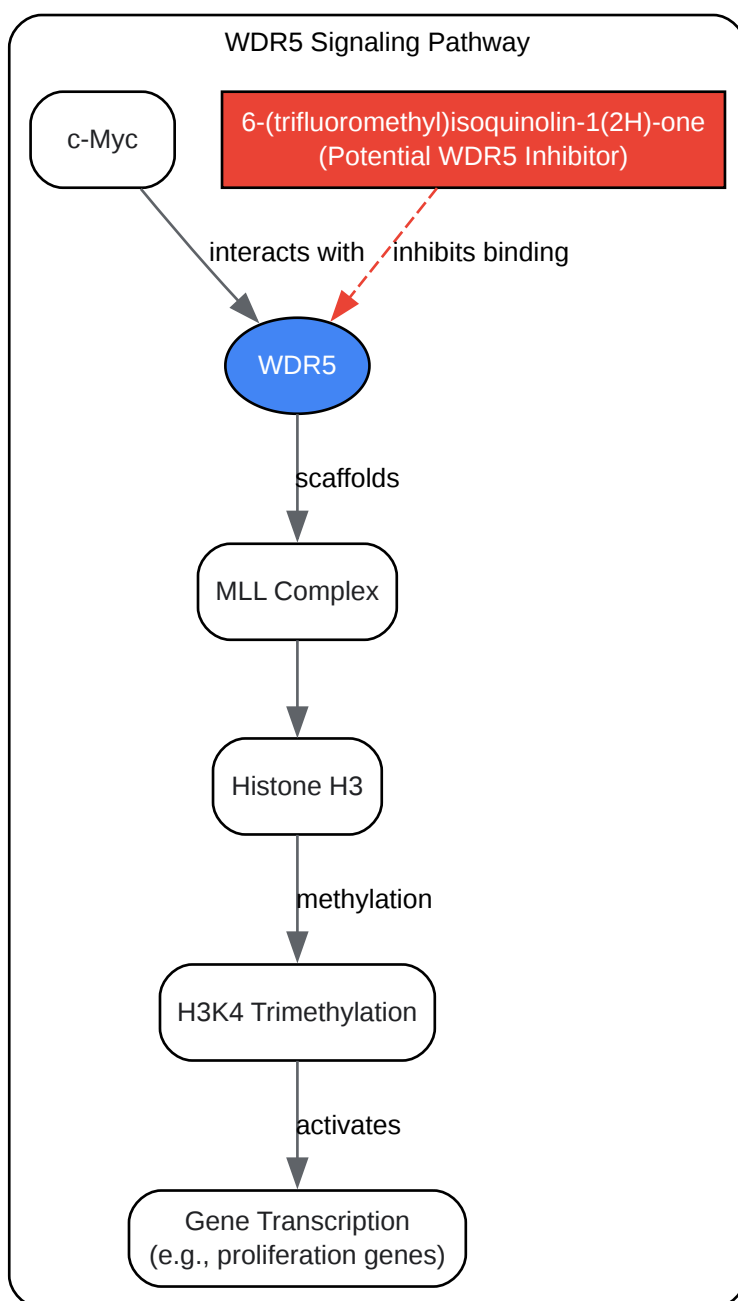 WDR5 Signaling Pathway
c-Myc
6-(trifluoromethyl)isoquinolin-1(2H)-one
(Potential WDR5 Inhibitor)
interacts with
inhibits binding
WDR5
scaffolds
MLL Complex
Histone H3
methylation
H3K4 Trimethylation
activates
Gene Transcription
(e.g., proliferation genes)